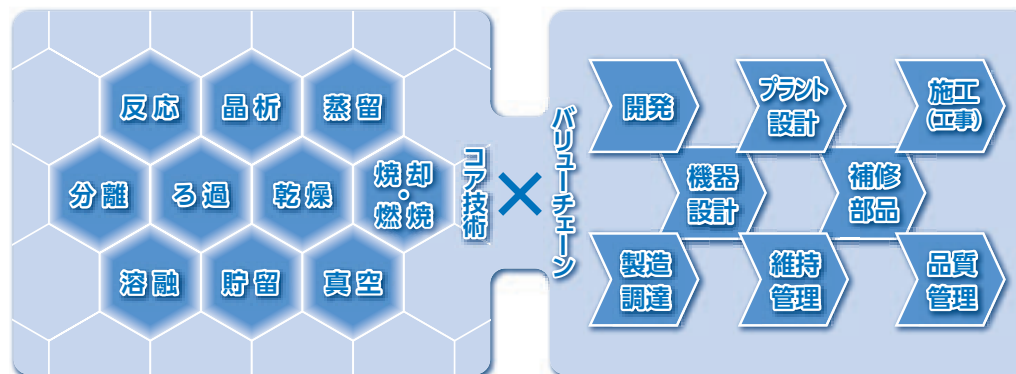 反応
晶析
蒸留
分離
ろ過
乾燥
焼却
・
燃焼
溶融
貯留
真空
コア技術
×
バリューチェーン
開発
プラント
設計
施工
（工事）
機器
設計
補修
部品
製造
調達
維持
管理
品質
管理